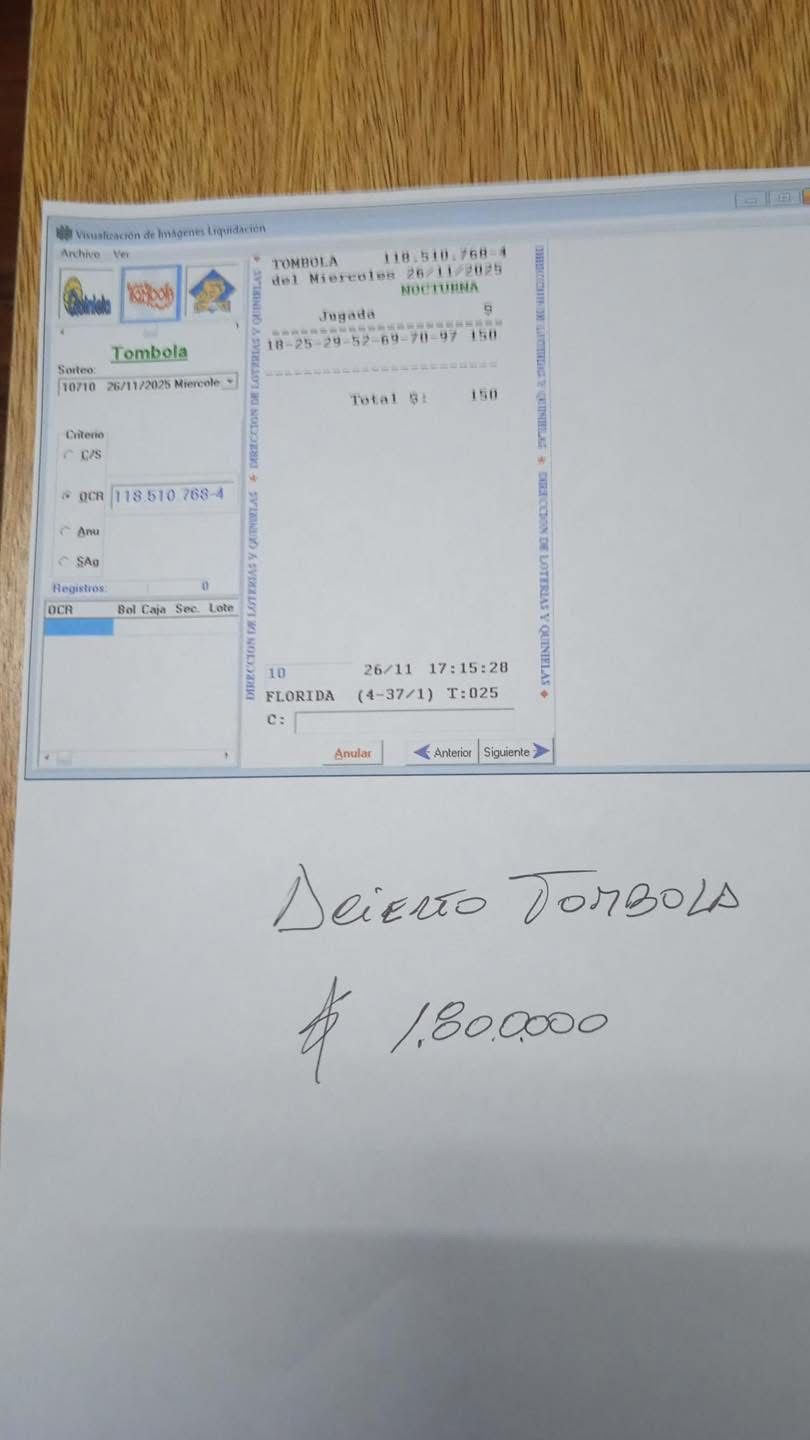 Visualización de Imágenes Liquidación
Archivo Ver
Quiniela
Tombola
Tombola
Sorteo:
10710 26/11/2025 Miercole
Criterio
C/S
OCR 118.510.768-4
Anu
SAg
Registros: 0
OCR Bol Caja Sec. Lote
DIRECCION DE LOTERIAS Y QUINIELAS * DIRECCION DE LOTERIAS Y QUINIELAS *
TOMBOLA 118.510.768-4
del Miercoles 26/11/2025
NOCTURNA
Jugada $
18-25-29-52-69-70-97 150
Total $: 150
10 26/11 17:15:28
FLORIDA (4-37/1) T:025
C:
Anular Anterior Siguiente
DIRECCION DE LOTERIAS Y QUINIELAS * DIRECCION DE LOTERIAS Y QUINIELAS
ACIERTO TOMBOLA
$ 1.800.000